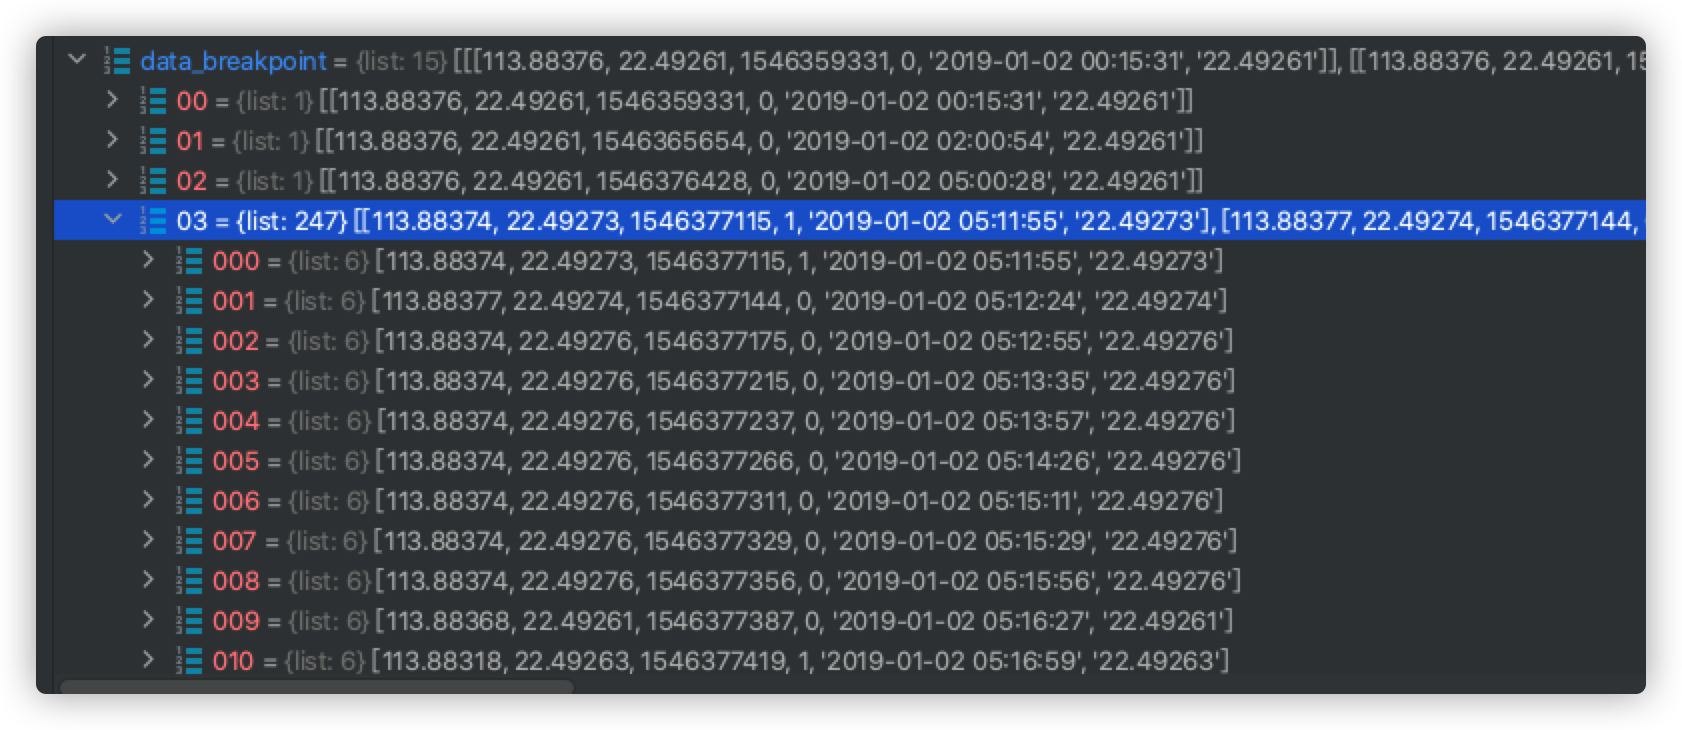 data_breakpoint = {list: 15} [[[113.88376, 22.49261, 1546359331, 0, '2019-01-02 00:15:31', '22.49261']], [[113.88376, 22.49261, 15
00 = {list: 1} [[113.88376, 22.49261, 1546359331, 0, '2019-01-02 00:15:31', '22.49261']]
01 = {list: 1} [[113.88376, 22.49261, 1546365654, 0, '2019-01-02 02:00:54', '22.49261']]
02 = {list: 1} [[113.88376, 22.49261, 1546376428, 0, '2019-01-02 05:00:28', '22.49261']]
03 = {list: 247} [[113.88374, 22.49273, 1546377115, 1, '2019-01-02 05:11:55', '22.49273'], [113.88377, 22.49274, 1546377144,
000 = {list: 6} [113.88374, 22.49273, 1546377115, 1, '2019-01-02 05:11:55', '22.49273']
001 = {list: 6} [113.88377, 22.49274, 1546377144, 0, '2019-01-02 05:12:24', '22.49274']
002 = {list: 6} [113.88374, 22.49276, 1546377175, 0, '2019-01-02 05:12:55', '22.49276']
003 = {list: 6} [113.88374, 22.49276, 1546377215, 0, '2019-01-02 05:13:35', '22.49276']
004 = {list: 6} [113.88374, 22.49276, 1546377237, 0, '2019-01-02 05:13:57', '22.49276']
005 = {list: 6} [113.88374, 22.49276, 1546377266, 0, '2019-01-02 05:14:26', '22.49276']
006 = {list: 6} [113.88374, 22.49276, 1546377311, 0, '2019-01-02 05:15:11', '22.49276']
007 = {list: 6} [113.88374, 22.49276, 1546377329, 0, '2019-01-02 05:15:29', '22.49276']
008 = {list: 6} [113.88374, 22.49276, 1546377356, 0, '2019-01-02 05:15:56', '22.49276']
009 = {list: 6} [113.88368, 22.49261, 1546377387, 0, '2019-01-02 05:16:27', '22.49261']
010 = {list: 6} [113.88318, 22.49263, 1546377419, 1, '2019-01-02 05:16:59', '22.49263']